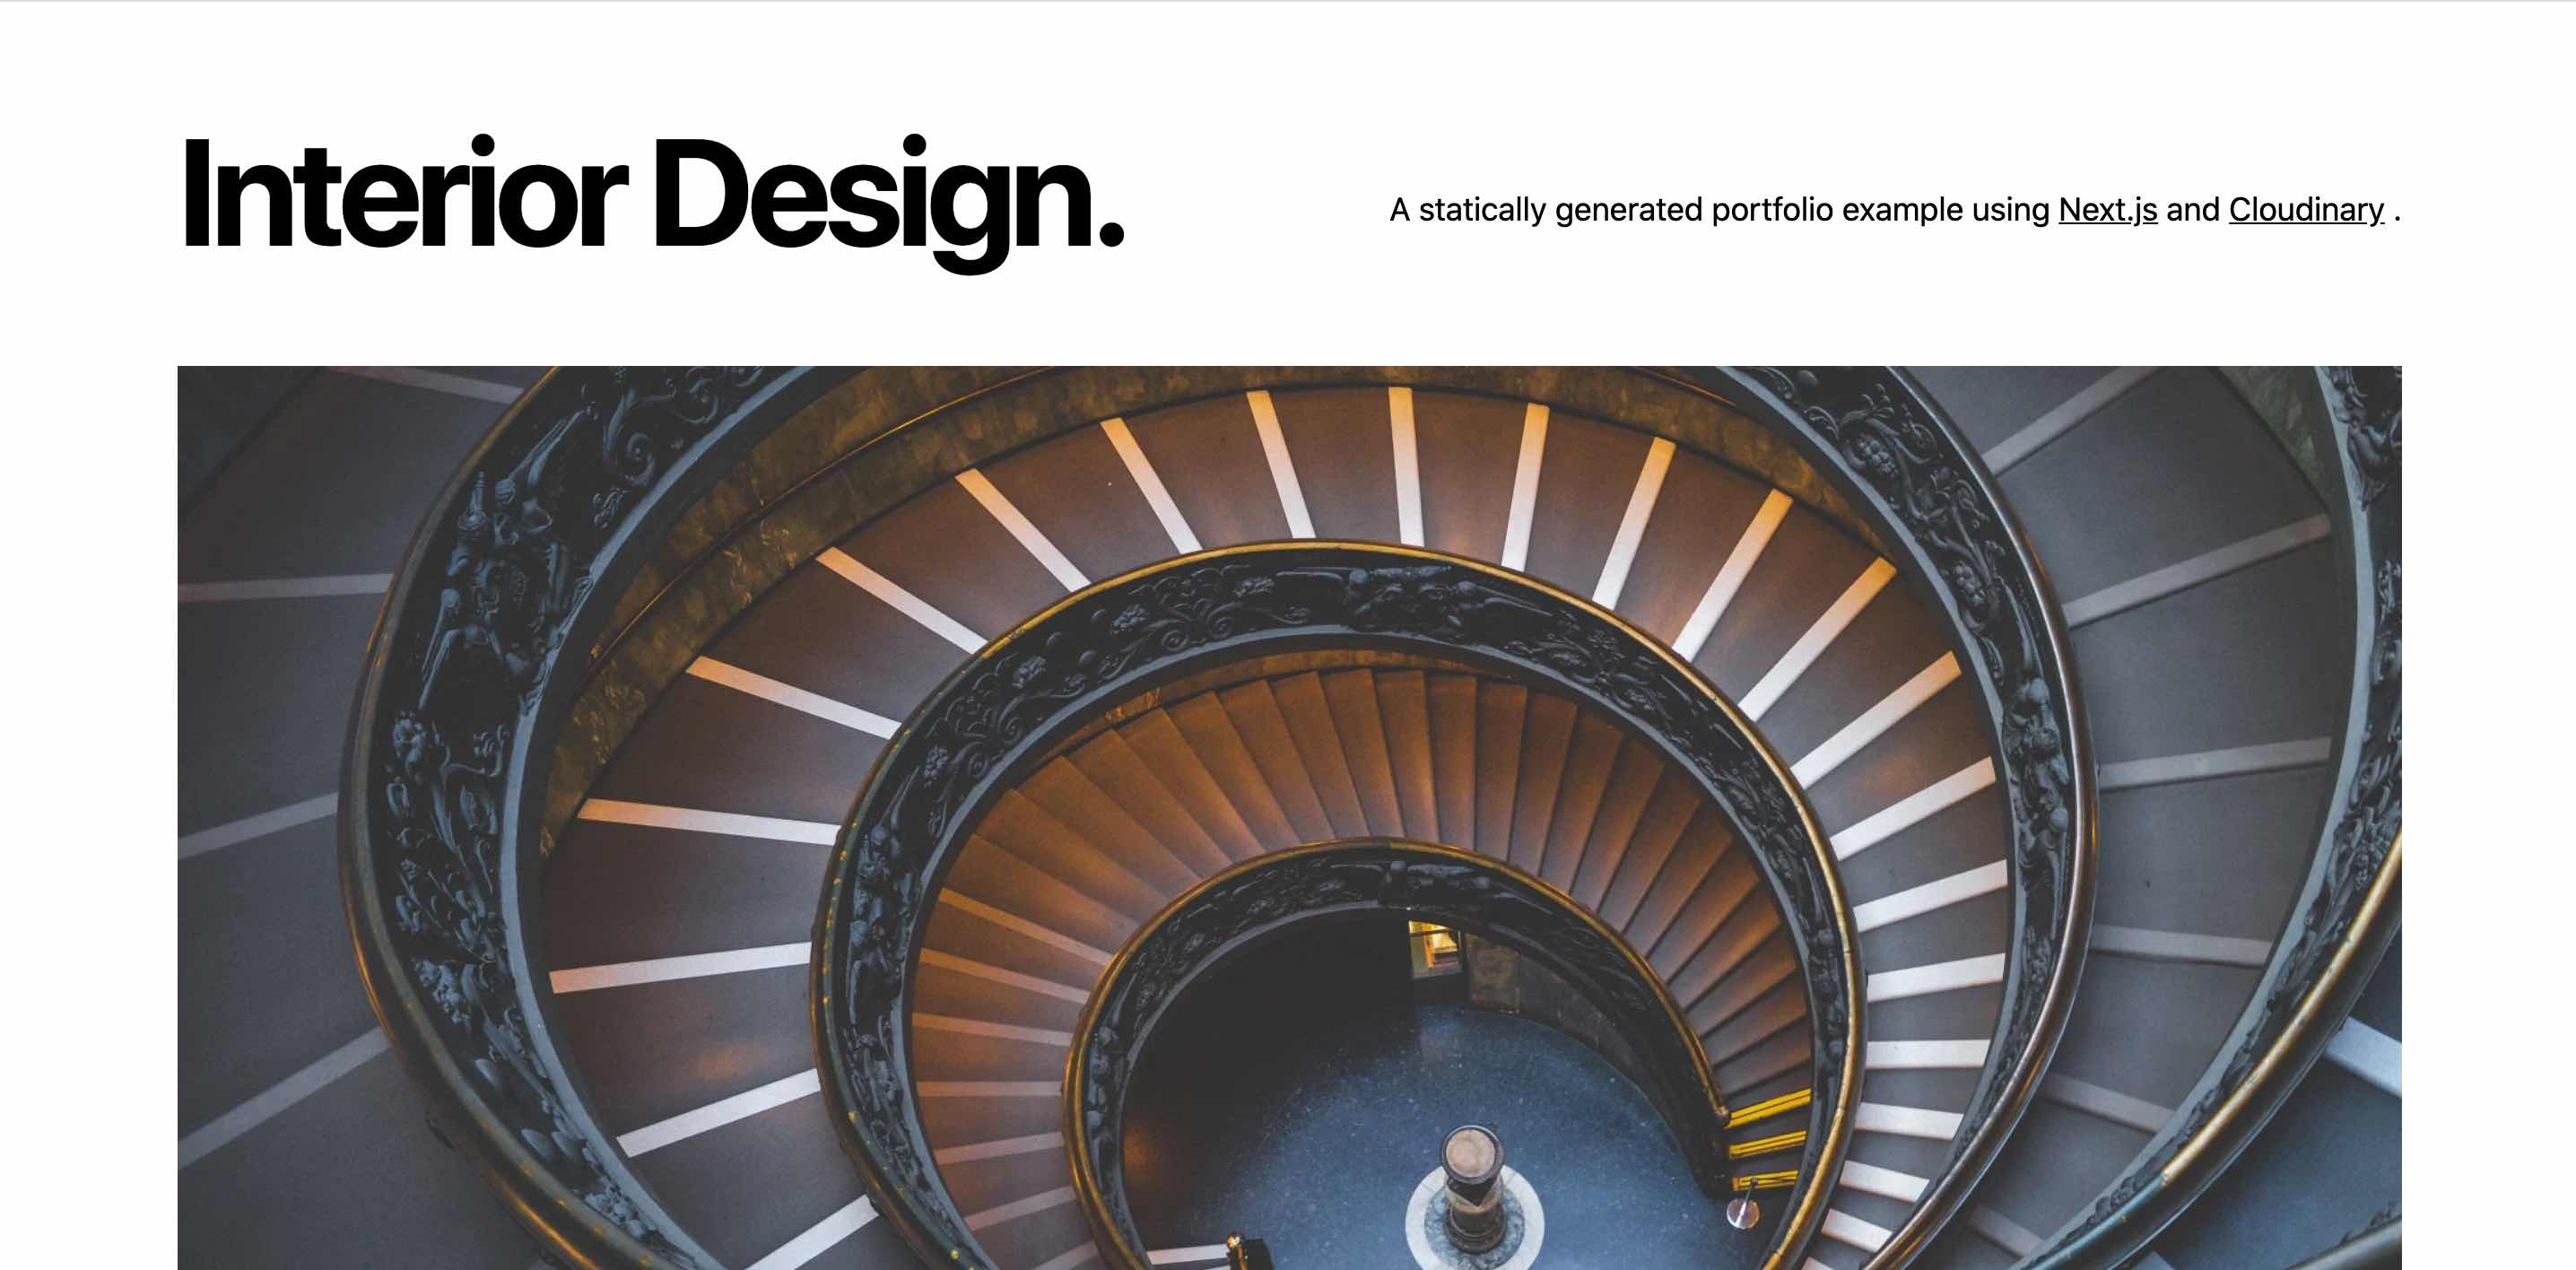 Interior Design.
A statically generated portfolio example using Next.js and Cloudinary .